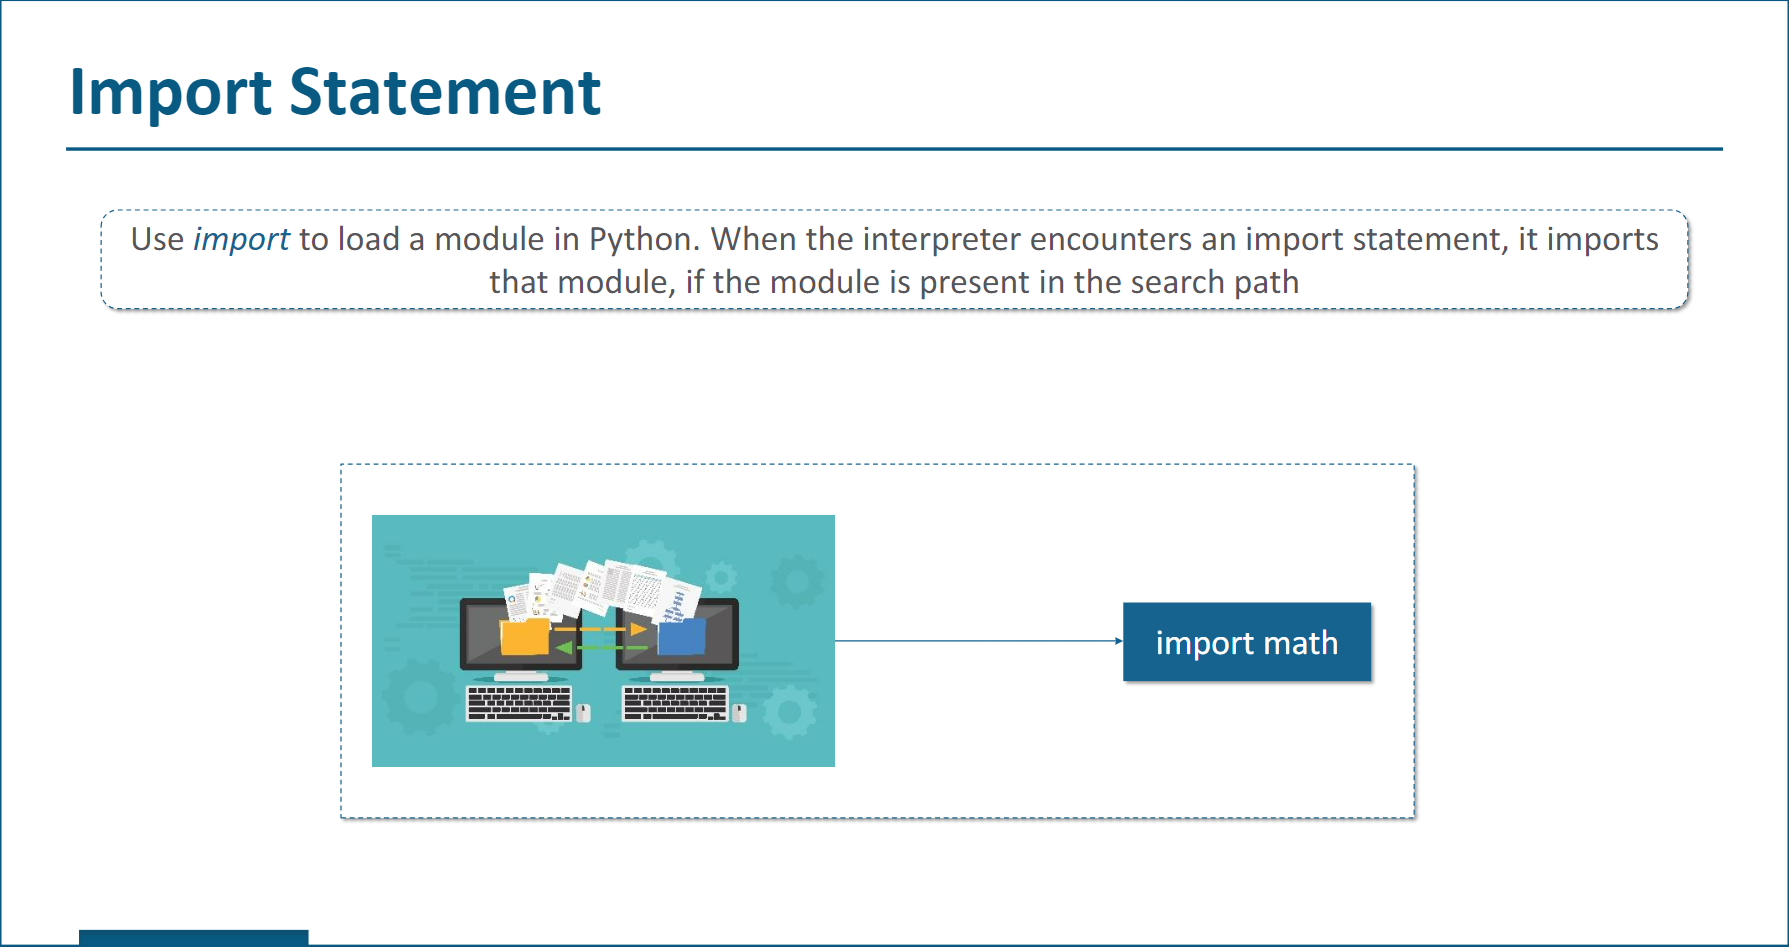 Import Statement
Use import to load a module in Python. When the interpreter encounters an import statement, it imports
that module, if the module is present in the search path
import math